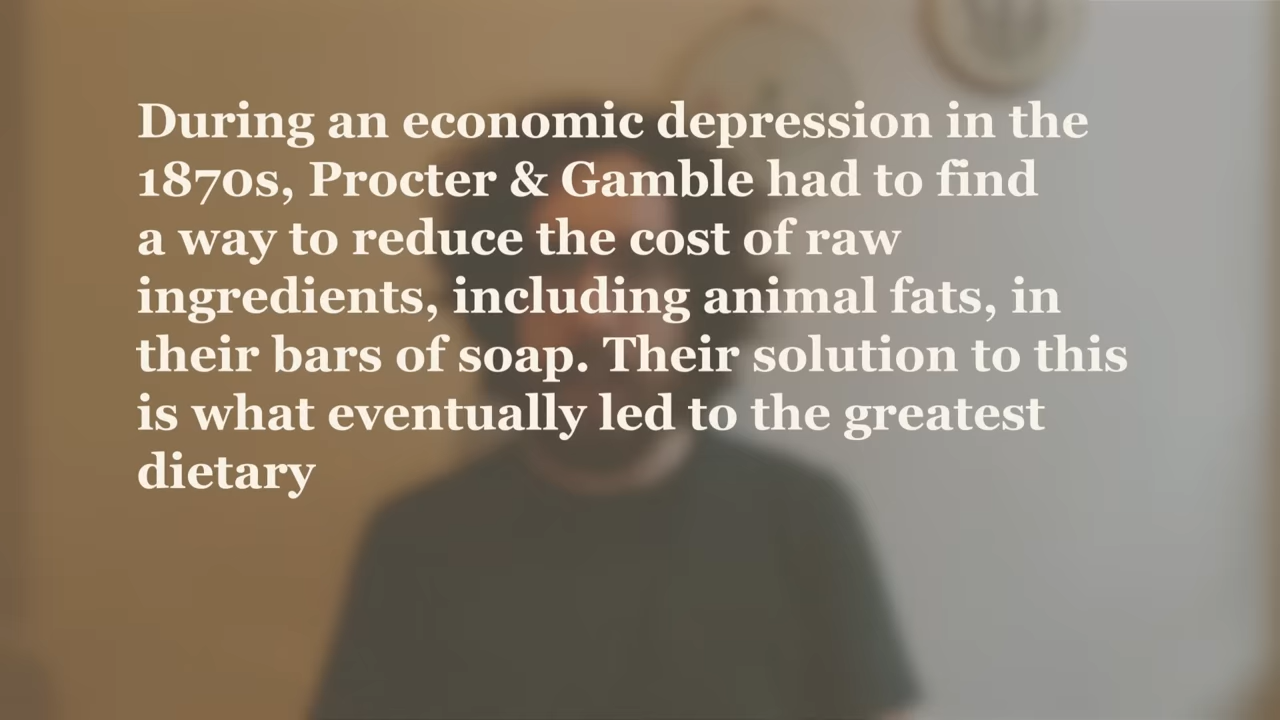 During an economic depression in the
1870s, Procter & Gamble had to find
a way to reduce the cost of raw
ingredients, including animal fats, in
their bars of soap. Their solution to this
is what eventually led to the greatest
dietary